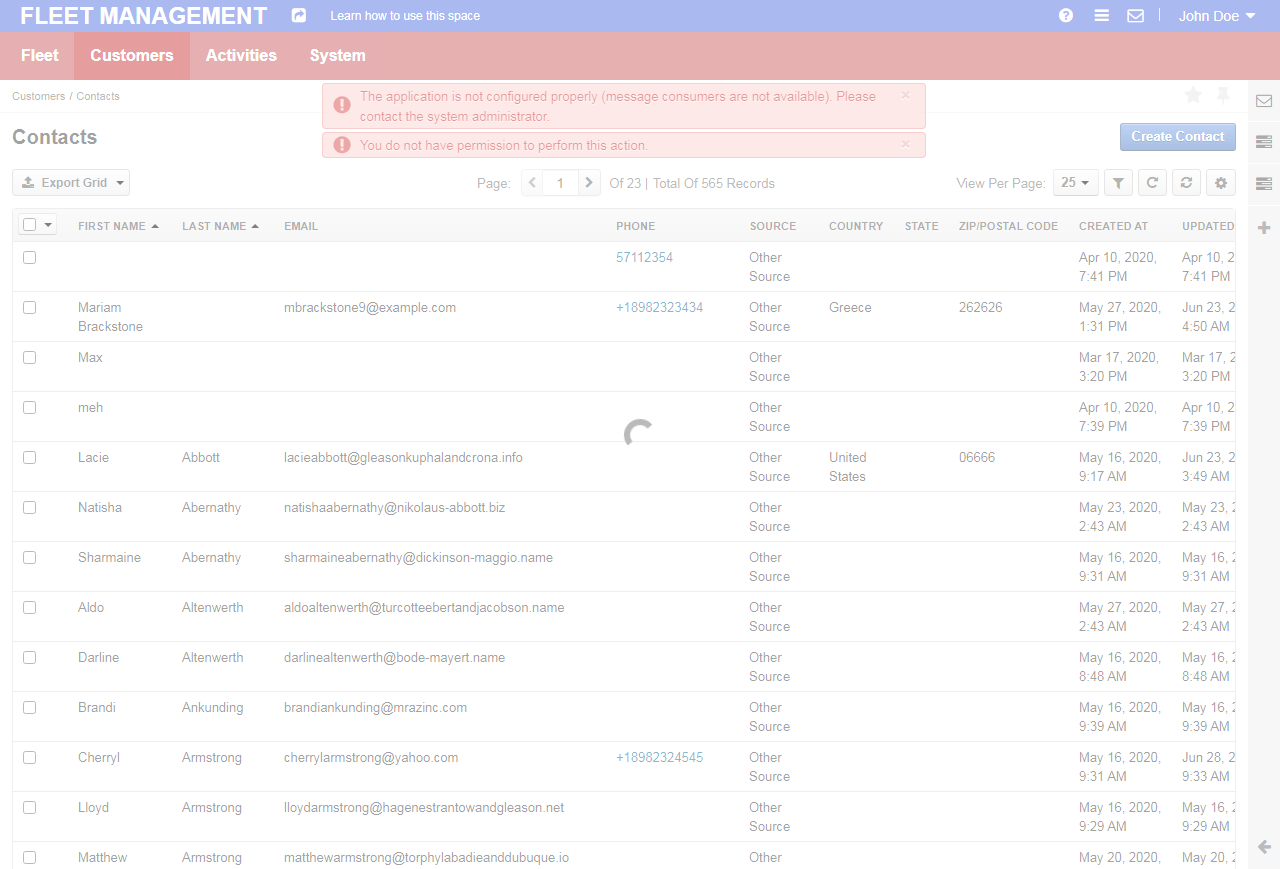 FLEET MANAGEMENT Learn how to use this space John Doe
Fleet Customers Activities System
Customers / Contacts
The application is not configured properly (message consumers are not available). Please
contact the system administrator.
You do not have permission to perform this action.
Contacts
Create Contact
Export Grid Page: 1 Of 23 | Total Of 565 Records View Per Page: 25
FIRST NAME LAST NAME EMAIL PHONE SOURCE COUNTRY STATE ZIP/POSTAL CODE CREATED AT UPDATED
57112354 Other Apr 10, 2020, Apr 10, 2
Source 7:41 PM 7:41 PM
Mariam mbrackstone9@example.com +18982323434 Other Greece 262626 May 27, 2020, Jun 23, 2
Brackstone Source 1:31 PM 4:50 AM
Max Other Mar 17, 2020, Mar 17, 2
Source 3:20 PM 3:20 PM
meh Other Apr 10, 2020, Apr 10, 2
Source 7:39 PM 7:39 PM
Lacie Abbott lacieabbott@gleasonkuphalandcrona.info Other United 06666 May 16, 2020, Jun 23, 2
Source States 9:17 AM 3:49 AM
Natisha Abernathy natishaabernathy@nikolaus-abbott.biz Other May 23, 2020, May 23, 2
Source 2:43 AM 2:43 AM
Sharmaine Abernathy sharmaineabernathy@dickinson-maggio.name Other May 16, 2020, May 16, 2
Source 9:31 AM 9:31 AM
Aldo Altenwerth aldoaltenwerth@turcotteebertandjacobson.name Other May 27, 2020, May 27, 2
Source 2:43 AM 2:43 AM
Darline Altenwerth darlinealtenwerth@bode-mayert.name Other May 16, 2020, May 16, 2
Source 8:48 AM 8:48 AM
Brandi Ankunding brandiankunding@mrazinc.com Other May 16, 2020, May 16, 2
Source 9:39 AM 9:39 AM
Cherryl Armstrong cherrylarmstrong@yahoo.com +18982324545 Other May 16, 2020, Jun 28, 2
Source 9:31 AM 9:33 AM
Lloyd Armstrong lloydarmstrong@hagenestrantowandgleason.net Other May 16, 2020, May 16, 2
Source 9:29 AM 9:29 AM
Matthew Armstrong matthewarmstrong@torphylabadieanddubuque.io Other May 20, 2020, May 20, 2